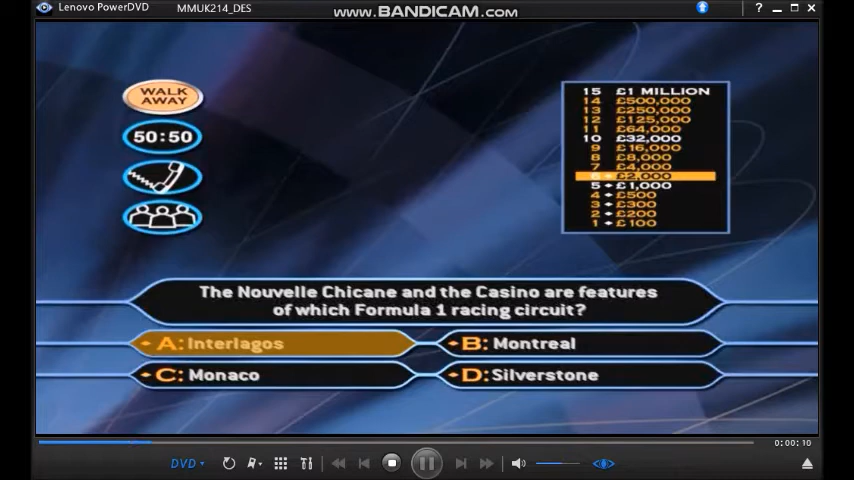 Lenovo PowerDVD
MMUK214_DES
www.BANDICAM.com
WALK
AWAY
50:50
15 £1 MILLION
14 £500,000
13 £250,000
12 £125,000
11 £64,000
10 £32,000
9 £16,000
8 £8,000
7 £4,000
6 £2,000
5 £1,000
4 £500
3 £300
2 £200
1 £100
The Nouvelle Chicane and the Casino are features
of which Formula 1 racing circuit?
A: Interlagos
B: Montreal
C: Monaco
D: Silverstone
0:00:10
DVD